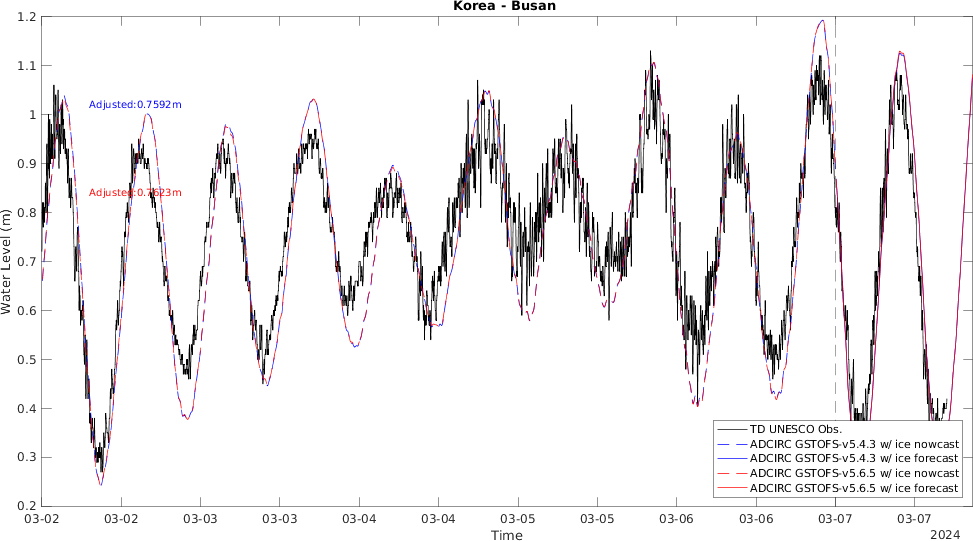 Korea - Busan
1.2
1.1
1
0.9
0.8
0.7
0.6
0.5
0.4
0.3
0.2
Water Level (m)
Adjusted:0.7592m
Adjusted:0.7623m
TD UNESCO Obs.
ADCIRC GSTOFS-v5.4.3 w/ ice nowcast
ADCIRC GSTOFS-v5.4.3 w/ ice forecast
ADCIRC GSTOFS-v5.6.5 w/ ice nowcast
ADCIRC GSTOFS-v5.6.5 w/ ice forecast
03-02 03-02 03-03 03-03 03-04 03-04 03-05 03-05 03-06 03-06 03-07 03-07
Time
2024